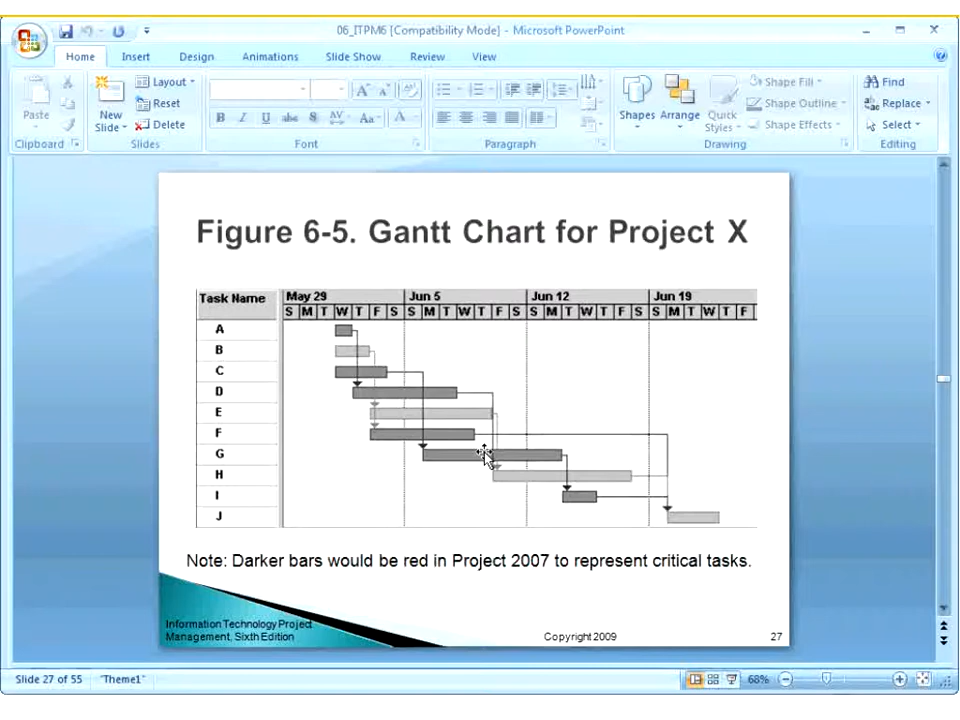 06_ITPM6 [Compatibility Mode] - Microsoft PowerPoint
Home Insert Design Animations Slide Show Review View
Paste
New Slide
Layout
Reset
Delete
B I U abc S AV Aa A
Shapes Arrange Quick Styles
Shape Fill
Shape Outline
Shape Effects
Find
Replace
Select
Clipboard Slides Font Paragraph Drawing Editing
Figure 6-5. Gantt Chart for Project X
Task Name May 29 Jun 5 Jun 12 Jun 19
S M T W T F S S M T W T F S S M T W T F S S M T W T F
A
B
C
D
E
F
G
H
I
J
Note: Darker bars would be red in Project 2007 to represent critical tasks.
Information Technology Project
Management, Sixth Edition
Copyright 2009
27
Slide 27 of 55 "Theme1" 68%